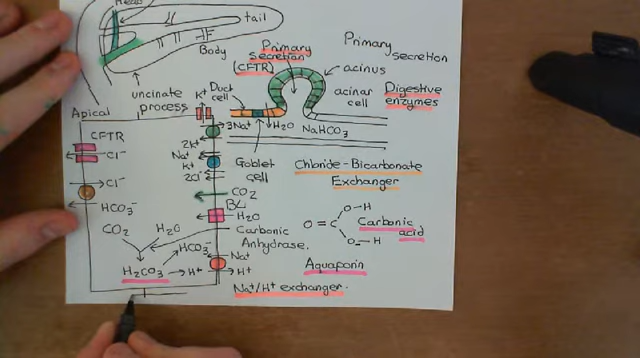 Head
tail
Body
uncinate
process
Primary
secretion
(CFTR)
Primary
secretion
acinus
acinar
cell
Digestive
enzymes
Duct
cell
H2O
NaHCO3
Goblet
cell
Apical
CFTR
Cl⁻
Cl⁻
HCO3⁻
K⁺
3Na⁺
2K⁺
Na⁺
K⁺
2Cl⁻
CO2
BL
H2O
CO2
H2O
Carbonic
Anhydrase.
HCO3⁻
H2CO3 → H⁺
Na⁺
H⁺
Chloride-Bicarbonate
Exchanger
O=C
O-H
O-H
Carbonic
acid
Aquaporin
Na⁺/H⁺ exchanger.